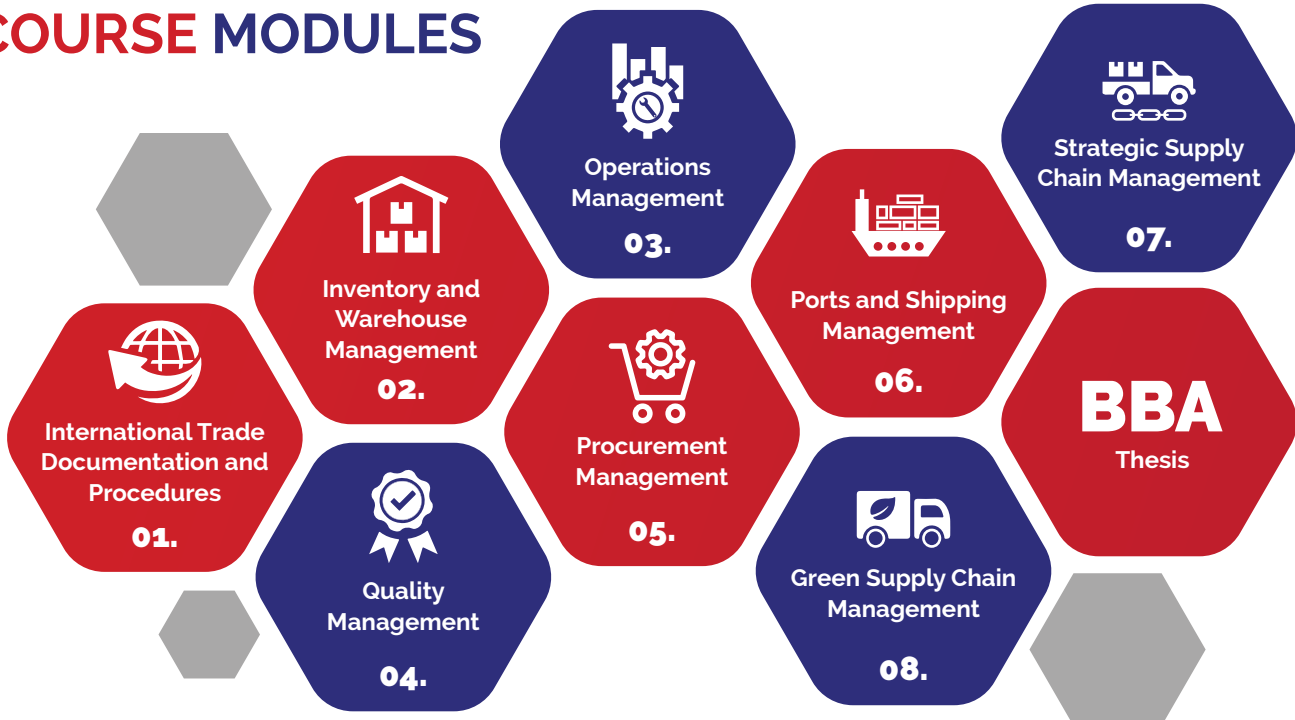 COURSE MODULES
International Trade
Documentation and
Procedures
01.
Inventory and
Warehouse
Management
02.
Operations
Management
03.
Quality
Management
04.
Procurement
Management
05.
Ports and Shipping
Management
06.
Strategic Supply
Chain Management
07.
Green Supply Chain
Management
08.
BBA
Thesis